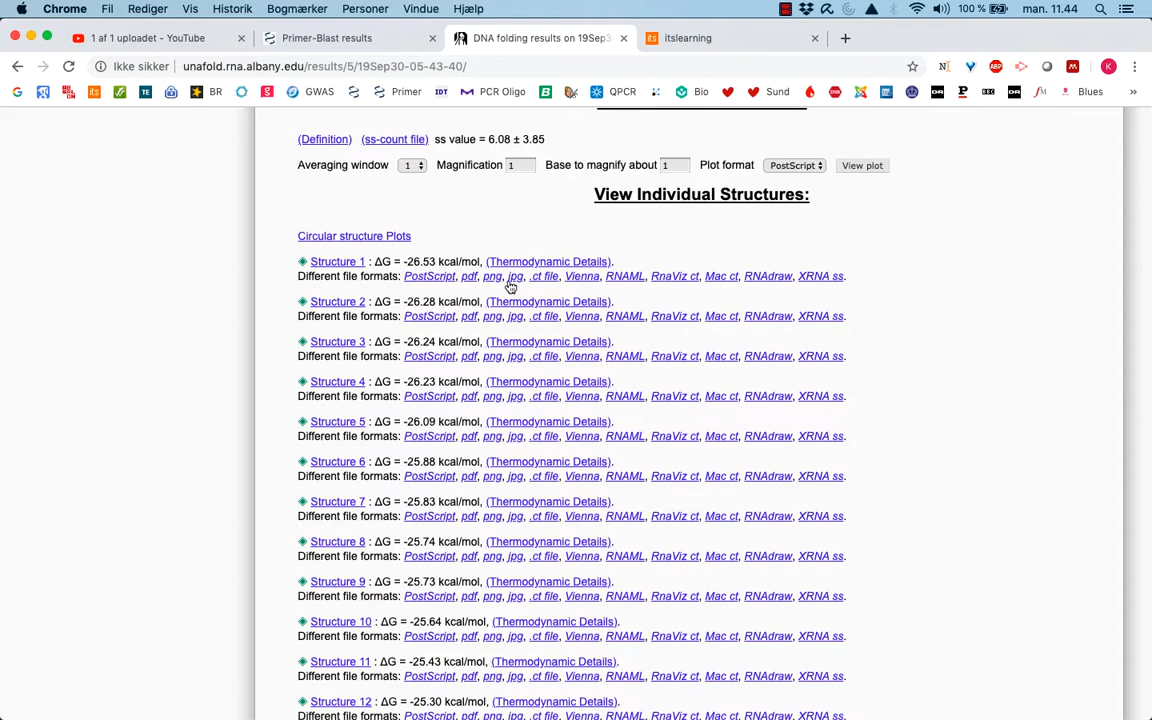 Chrome Fil Rediger Vis Historik Bogmærker Personer Vindue Hjælp 100 % man. 11.44
1 af 1 uploadet - YouTube Primer-Blast results DNA folding results on 19Sep3 itslearning
Ikke sikker unafold.rna.albany.edu/results/5/19Sep30-05-43-40/
BR GWAS Primer IDT PCR Oligo QPCR Bio Sund Blues
(Definition) (ss-count file) ss value = 6.08 ± 3.85
Averaging window 1 Magnification 1 Base to magnify about 1 Plot format PostScript View plot
View Individual Structures:
Circular structure Plots
Structure 1 : ΔG = -26.53 kcal/mol, (Thermodynamic Details).
Different file formats: PostScript, pdf, png, jpg, .ct file, Vienna, RNAML, RnaViz ct, Mac ct, RNAdraw, XRNA ss.
Structure 2 : ΔG = -26.28 kcal/mol, (Thermodynamic Details).
Different file formats: PostScript, pdf, png, jpg, .ct file, Vienna, RNAML, RnaViz ct, Mac ct, RNAdraw, XRNA ss.
Structure 3 : ΔG = -26.24 kcal/mol, (Thermodynamic Details).
Different file formats: PostScript, pdf, png, jpg, .ct file, Vienna, RNAML, RnaViz ct, Mac ct, RNAdraw, XRNA ss.
Structure 4 : ΔG = -26.23 kcal/mol, (Thermodynamic Details).
Different file formats: PostScript, pdf, png, jpg, .ct file, Vienna, RNAML, RnaViz ct, Mac ct, RNAdraw, XRNA ss.
Structure 5 : ΔG = -26.09 kcal/mol, (Thermodynamic Details).
Different file formats: PostScript, pdf, png, jpg, .ct file, Vienna, RNAML, RnaViz ct, Mac ct, RNAdraw, XRNA ss.
Structure 6 : ΔG = -25.88 kcal/mol, (Thermodynamic Details).
Different file formats: PostScript, pdf, png, jpg, .ct file, Vienna, RNAML, RnaViz ct, Mac ct, RNAdraw, XRNA ss.
Structure 7 : ΔG = -25.83 kcal/mol, (Thermodynamic Details).
Different file formats: PostScript, pdf, png, jpg, .ct file, Vienna, RNAML, RnaViz ct, Mac ct, RNAdraw, XRNA ss.
Structure 8 : ΔG = -25.74 kcal/mol, (Thermodynamic Details).
Different file formats: PostScript, pdf, png, jpg, .ct file, Vienna, RNAML, RnaViz ct, Mac ct, RNAdraw, XRNA ss.
Structure 9 : ΔG = -25.73 kcal/mol, (Thermodynamic Details).
Different file formats: PostScript, pdf, png, jpg, .ct file, Vienna, RNAML, RnaViz ct, Mac ct, RNAdraw, XRNA ss.
Structure 10 : ΔG = -25.64 kcal/mol, (Thermodynamic Details).
Different file formats: PostScript, pdf, png, jpg, .ct file, Vienna, RNAML, RnaViz ct, Mac ct, RNAdraw, XRNA ss.
Structure 11 : ΔG = -25.43 kcal/mol, (Thermodynamic Details).
Different file formats: PostScript, pdf, png, jpg, .ct file, Vienna, RNAML, RnaViz ct, Mac ct, RNAdraw, XRNA ss.
Structure 12 : ΔG = -25.30 kcal/mol, (Thermodynamic Details).
Different file formats: PostScript, pdf, png, jpg, .ct file, Vienna, RNAML, RnaViz ct, Mac ct, RNAdraw, XRNA ss.